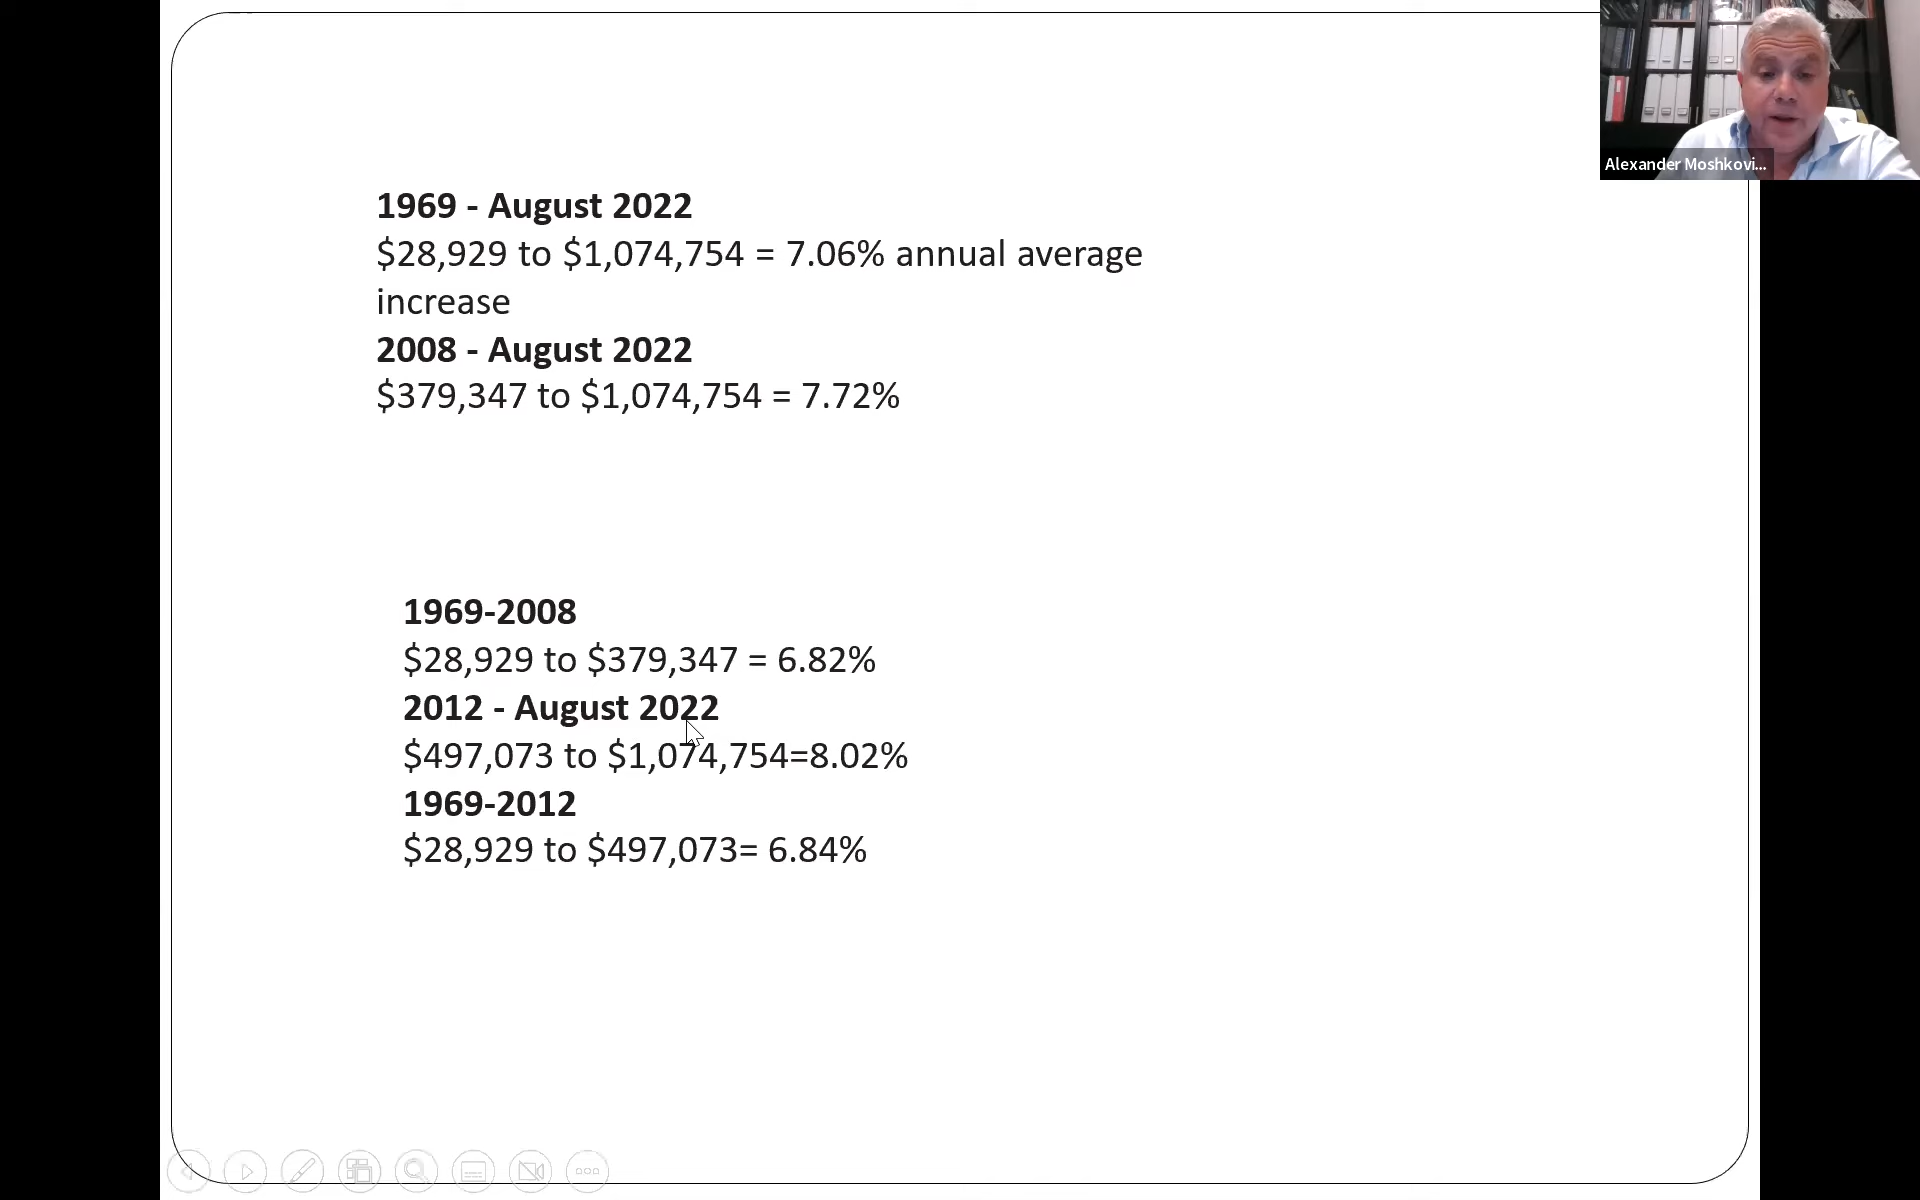 Alexander Moshkovi...
1969 - August 2022
$28,929 to $1,074,754 = 7.06% annual average
increase
2008 - August 2022
$379,347 to $1,074,754 = 7.72%
1969-2008
$28,929 to $379,347 = 6.82%
2012 - August 2022
$497,073 to $1,074,754=8.02%
1969-2012
$28,929 to $497,073= 6.84%